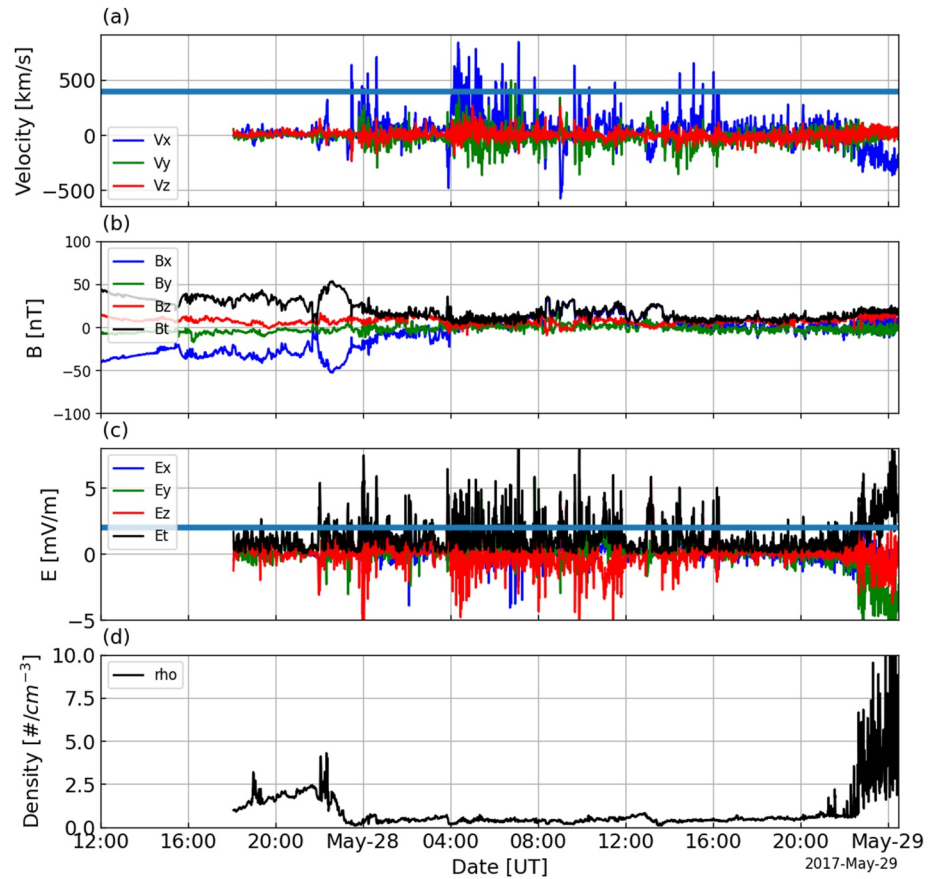 (a)
Velocity [km/s]
500
0
−500
Vx
Vy
Vz
(b)
B [nT]
100
50
0
−50
−100
Bx
By
Bz
Bt
(c)
E [mV/m]
5
0
−5
Ex
Ey
Ez
Et
(d)
Density [#/cm⁻³]
10.0
7.5
5.0
2.5
0.0
rho
12:00 16:00 20:00 May-28 04:00 08:00 12:00 16:00 20:00 May-29
Date [UT]
2017-May-29